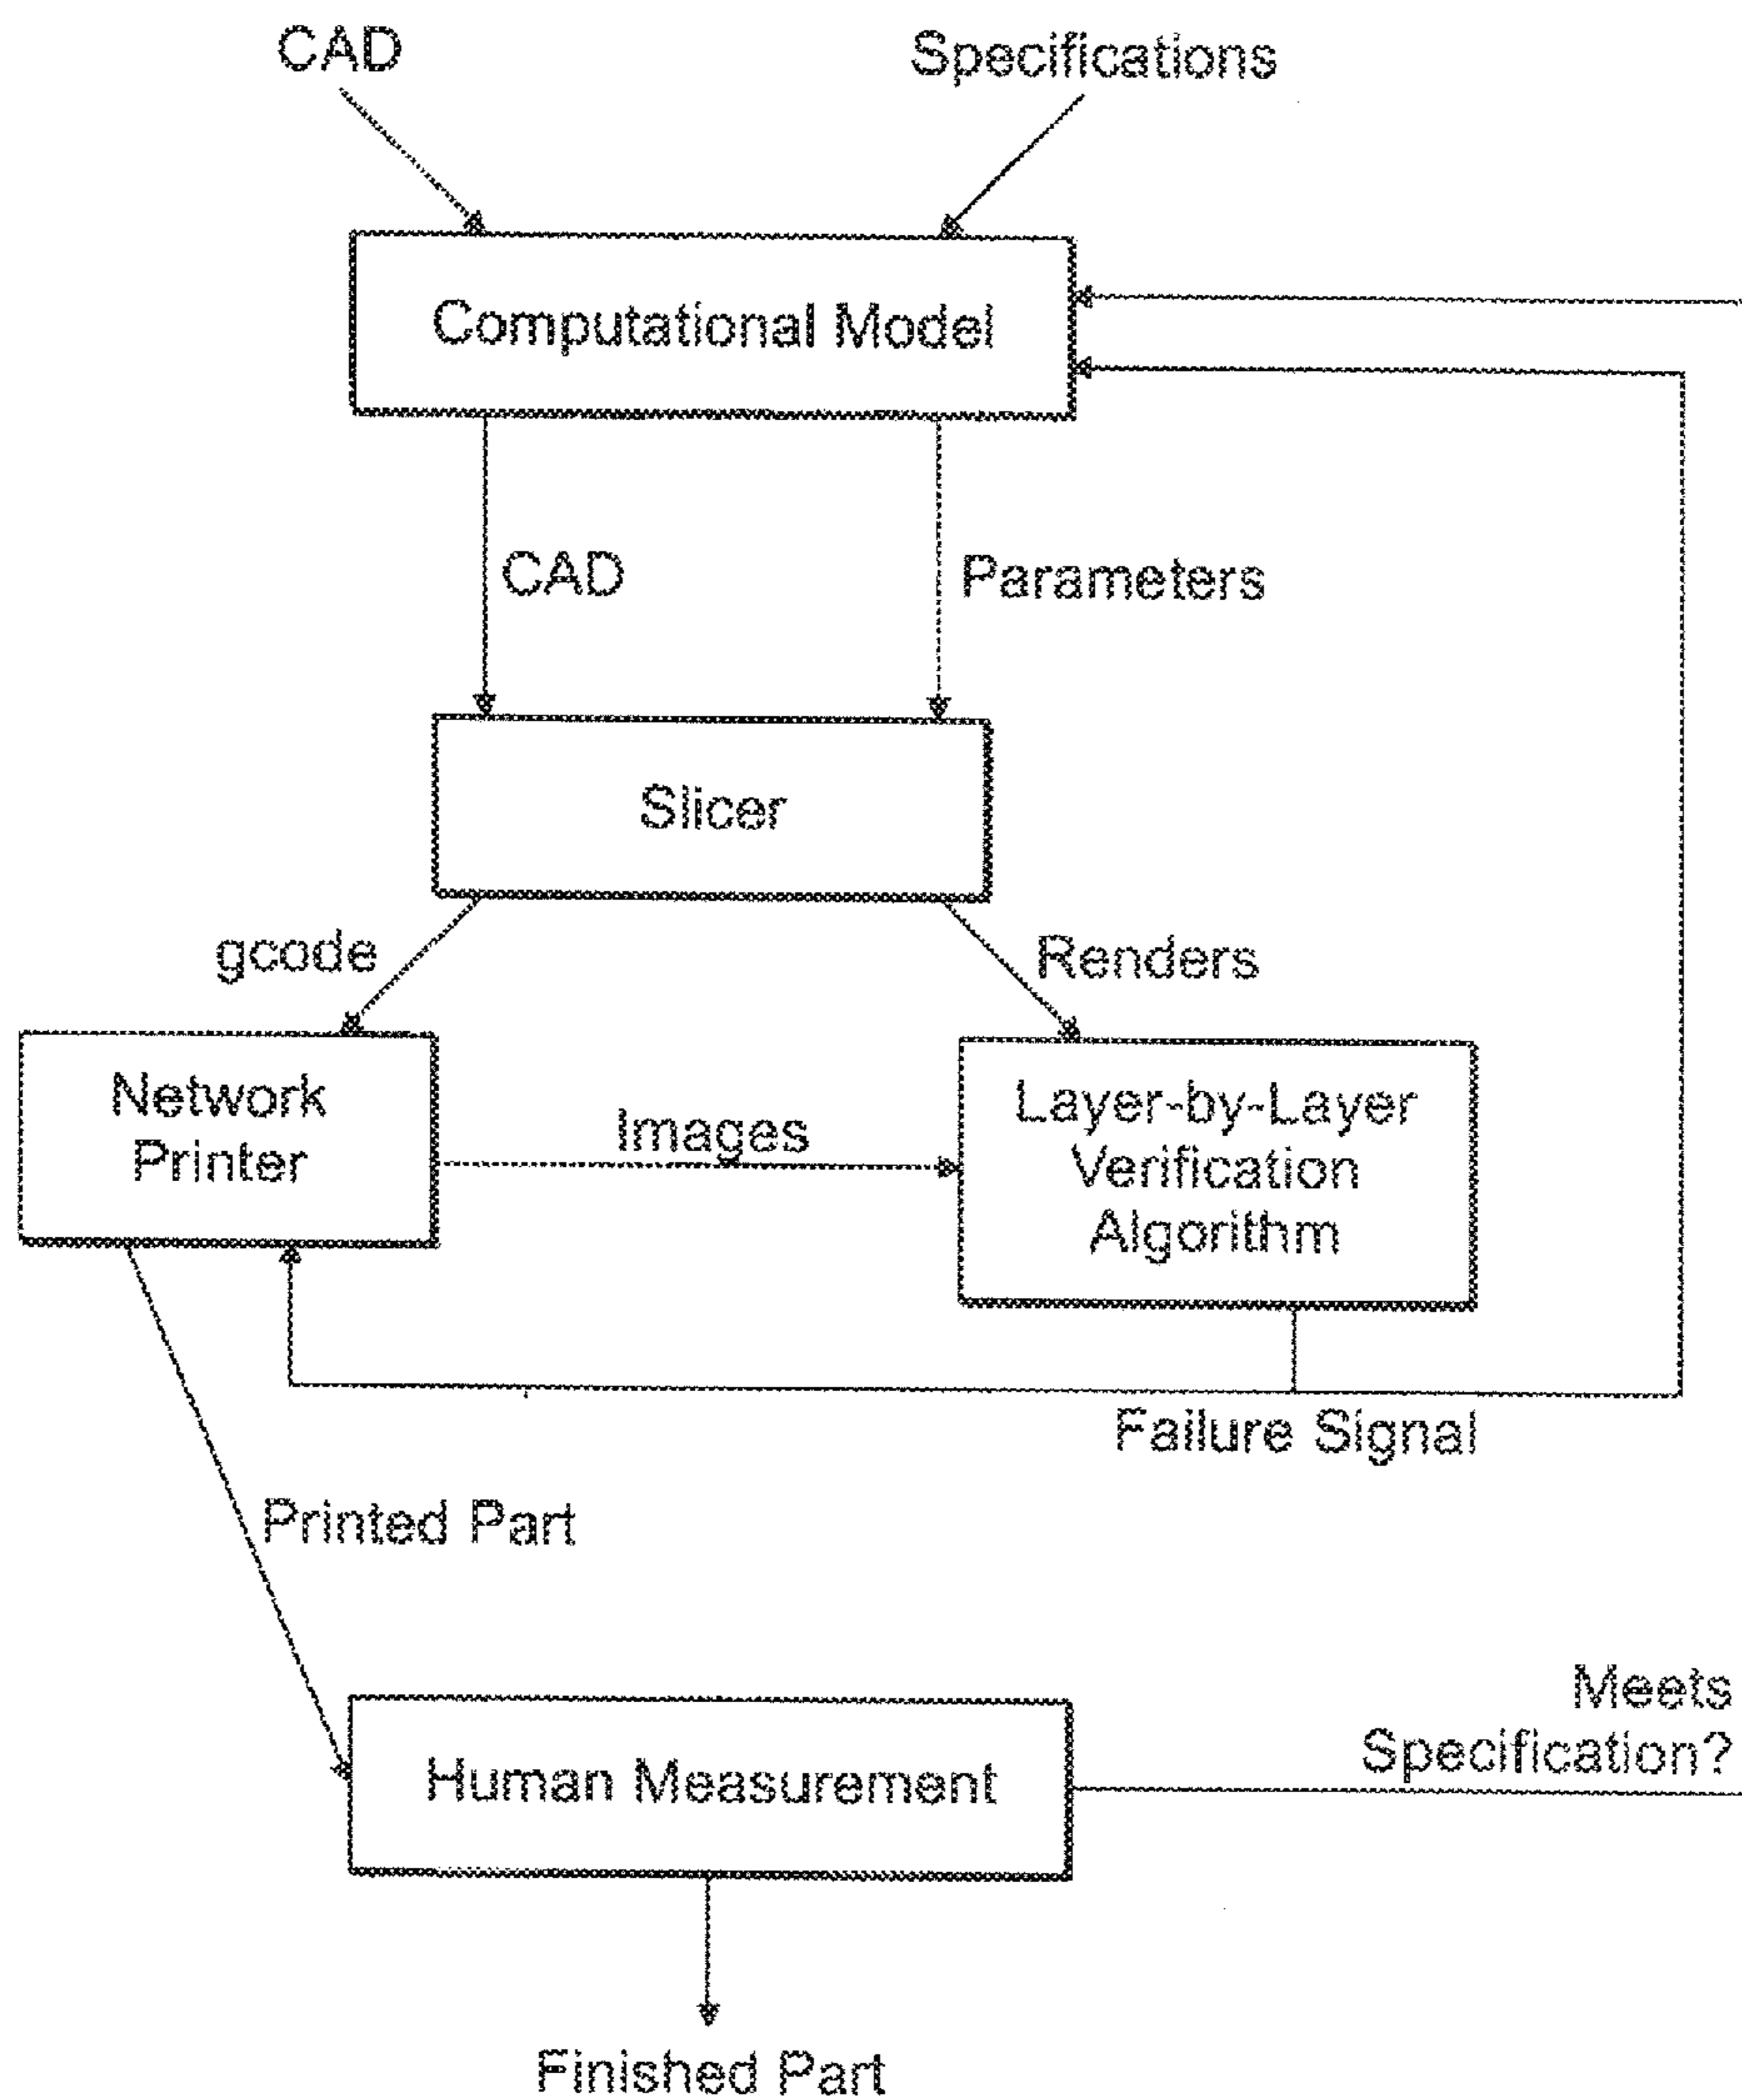 CAD
Specifications
Computational Model
CAD
Parameters
Slicer
gcode
Renders
Network
Printer
Images
Layer-by-Layer
Verification
Algorithm
Failure Signal
Printed Part
Meets
Specification?
Human Measurement
Finished Part